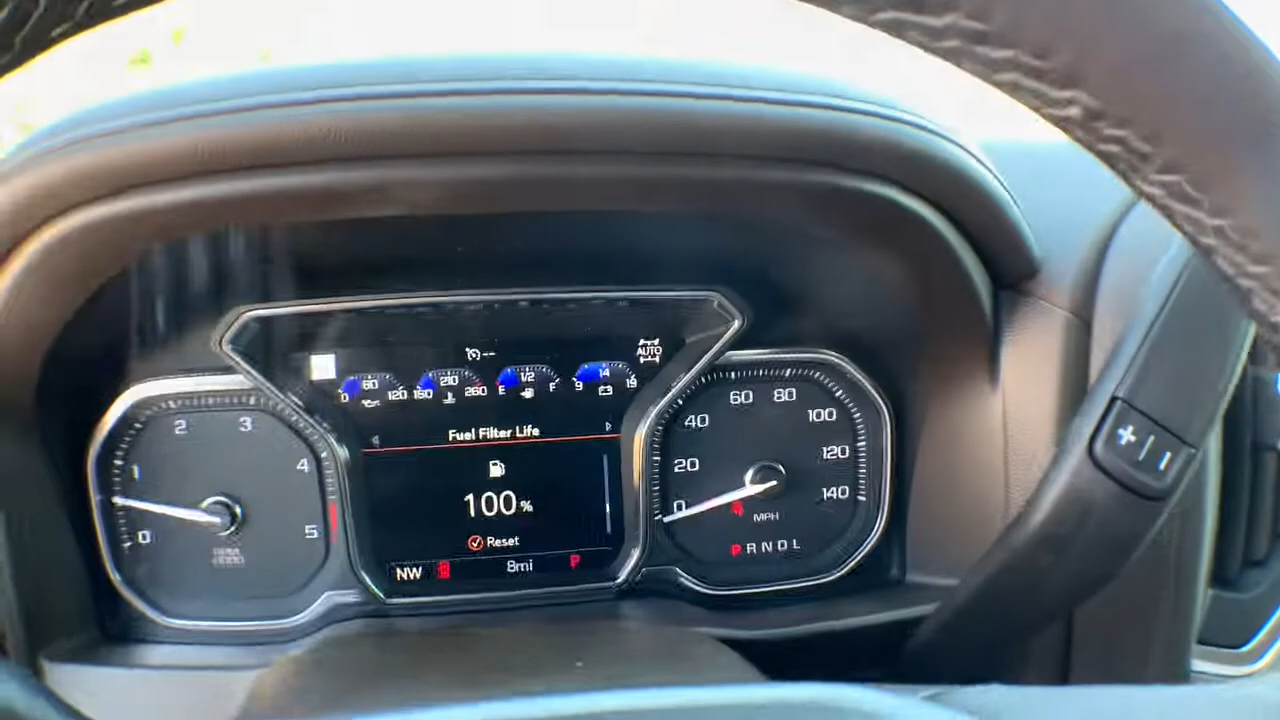 AUTO
60 210 1/2 14
0 120 160 260 E F 9 19
Fuel Filter Life
100%
Reset
NW 8mi P
0 1 2 3 4 5
0 20 40 60 80 100 120 140
MPH
PRNDL
+ -